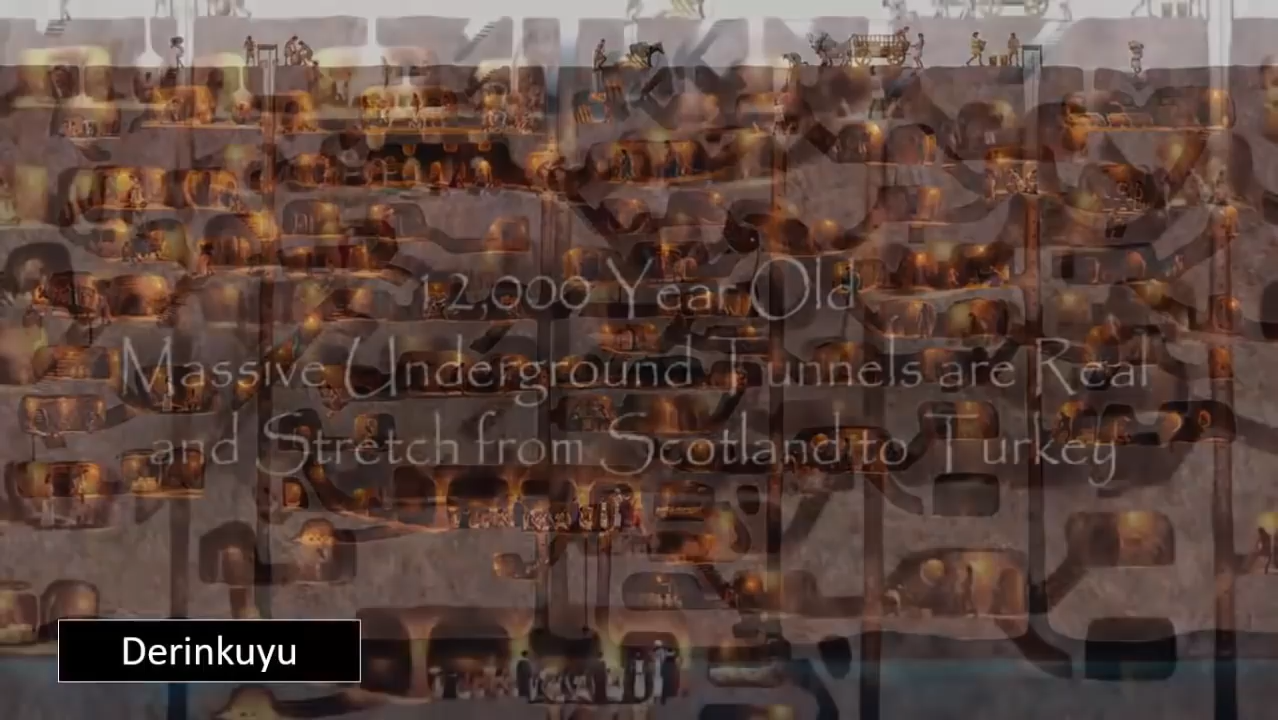 12,000 Year Old
Massive Underground Tunnels are Real
and Stretch from Scotland to Turkey
Derinkuyu